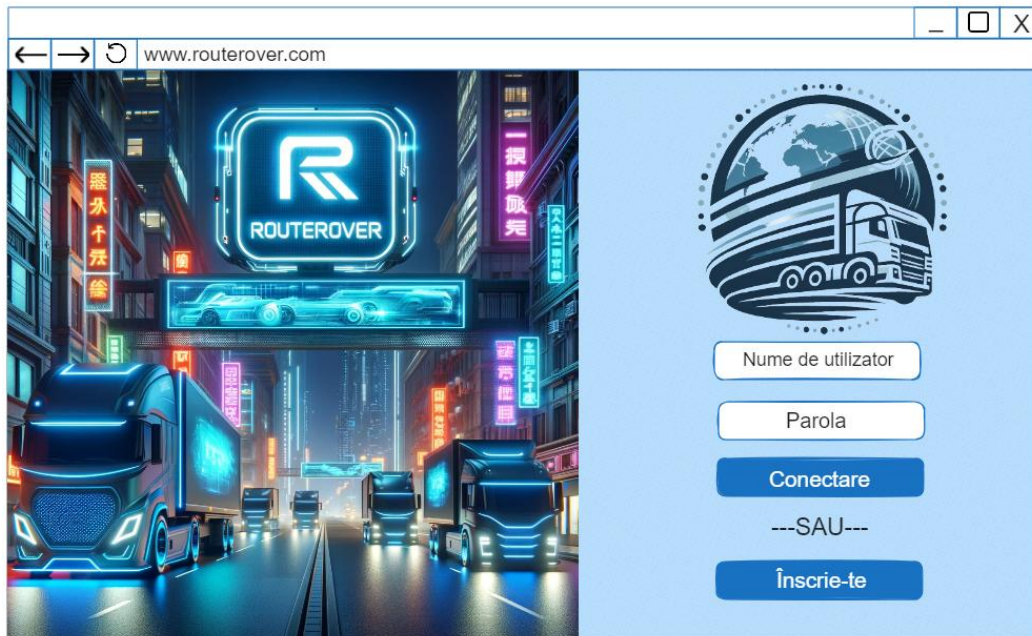 www.routerover.com
R
ROUTEROVER
Nume de utilizator
Parola
Conectare
---SAU---
Înscrie-te